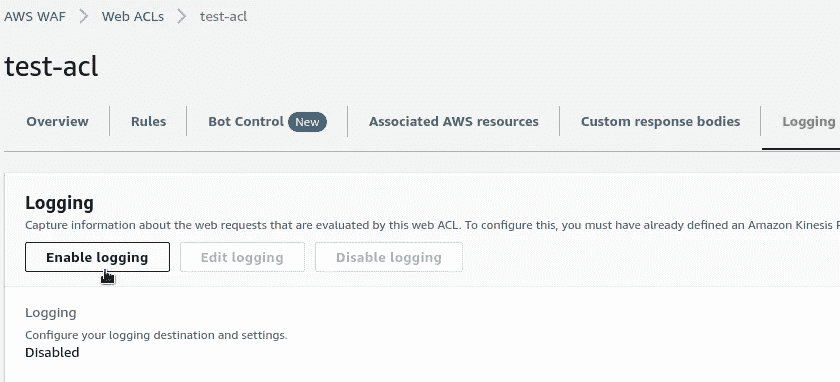 AWS WAF > Web ACLs > test-acl
test-acl
Overview Rules Bot Control New Associated AWS resources Custom response bodies Logging
Logging
Capture information about the web requests that are evaluated by this web ACL. To configure this, you must have already defined an Amazon Kinesis
Enable logging Edit logging Disable logging
Logging
Configure your logging destination and settings.
Disabled